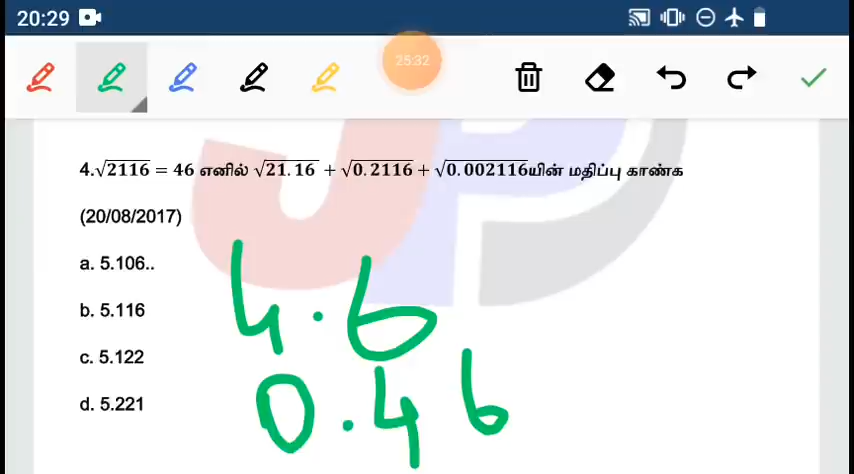 20:29
25:32
4.√2116 = 46 எனில் √21.16 + √0.2116 + √0.002116யின் மதிப்பு காண்க
(20/08/2017)
a. 5.106..
b. 5.116
c. 5.122
d. 5.221
4.6
0.46